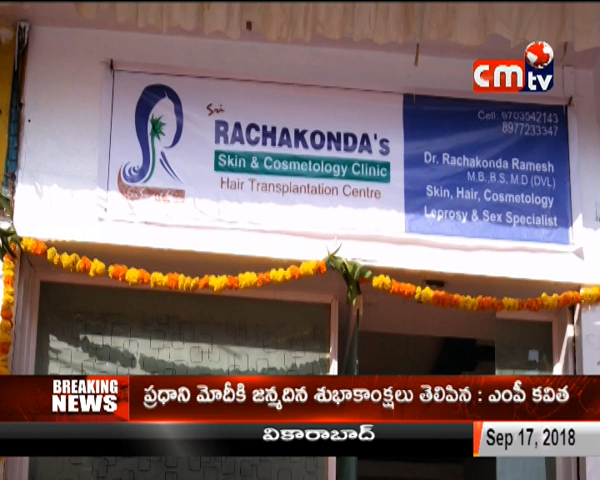 cm
tv
Sri
RACHAKONDA's
Skin & Cosmetology Clinic
Hair Transplantation Centre
Cell: 9703542143
8977233347
Dr. Rachakonda Ramesh
M.B.,B.S, M.D (DVL)
Skin, Hair, Cosmetology
Leprosy & Sex Specialist
BREAKING
NEWS
ప్రధాని మోదీకి జన్మదిన శుభాకాంక్షలు తెలిపిన : ఎంపీ కవిత
వికారాబాద్
Sep 17, 2018